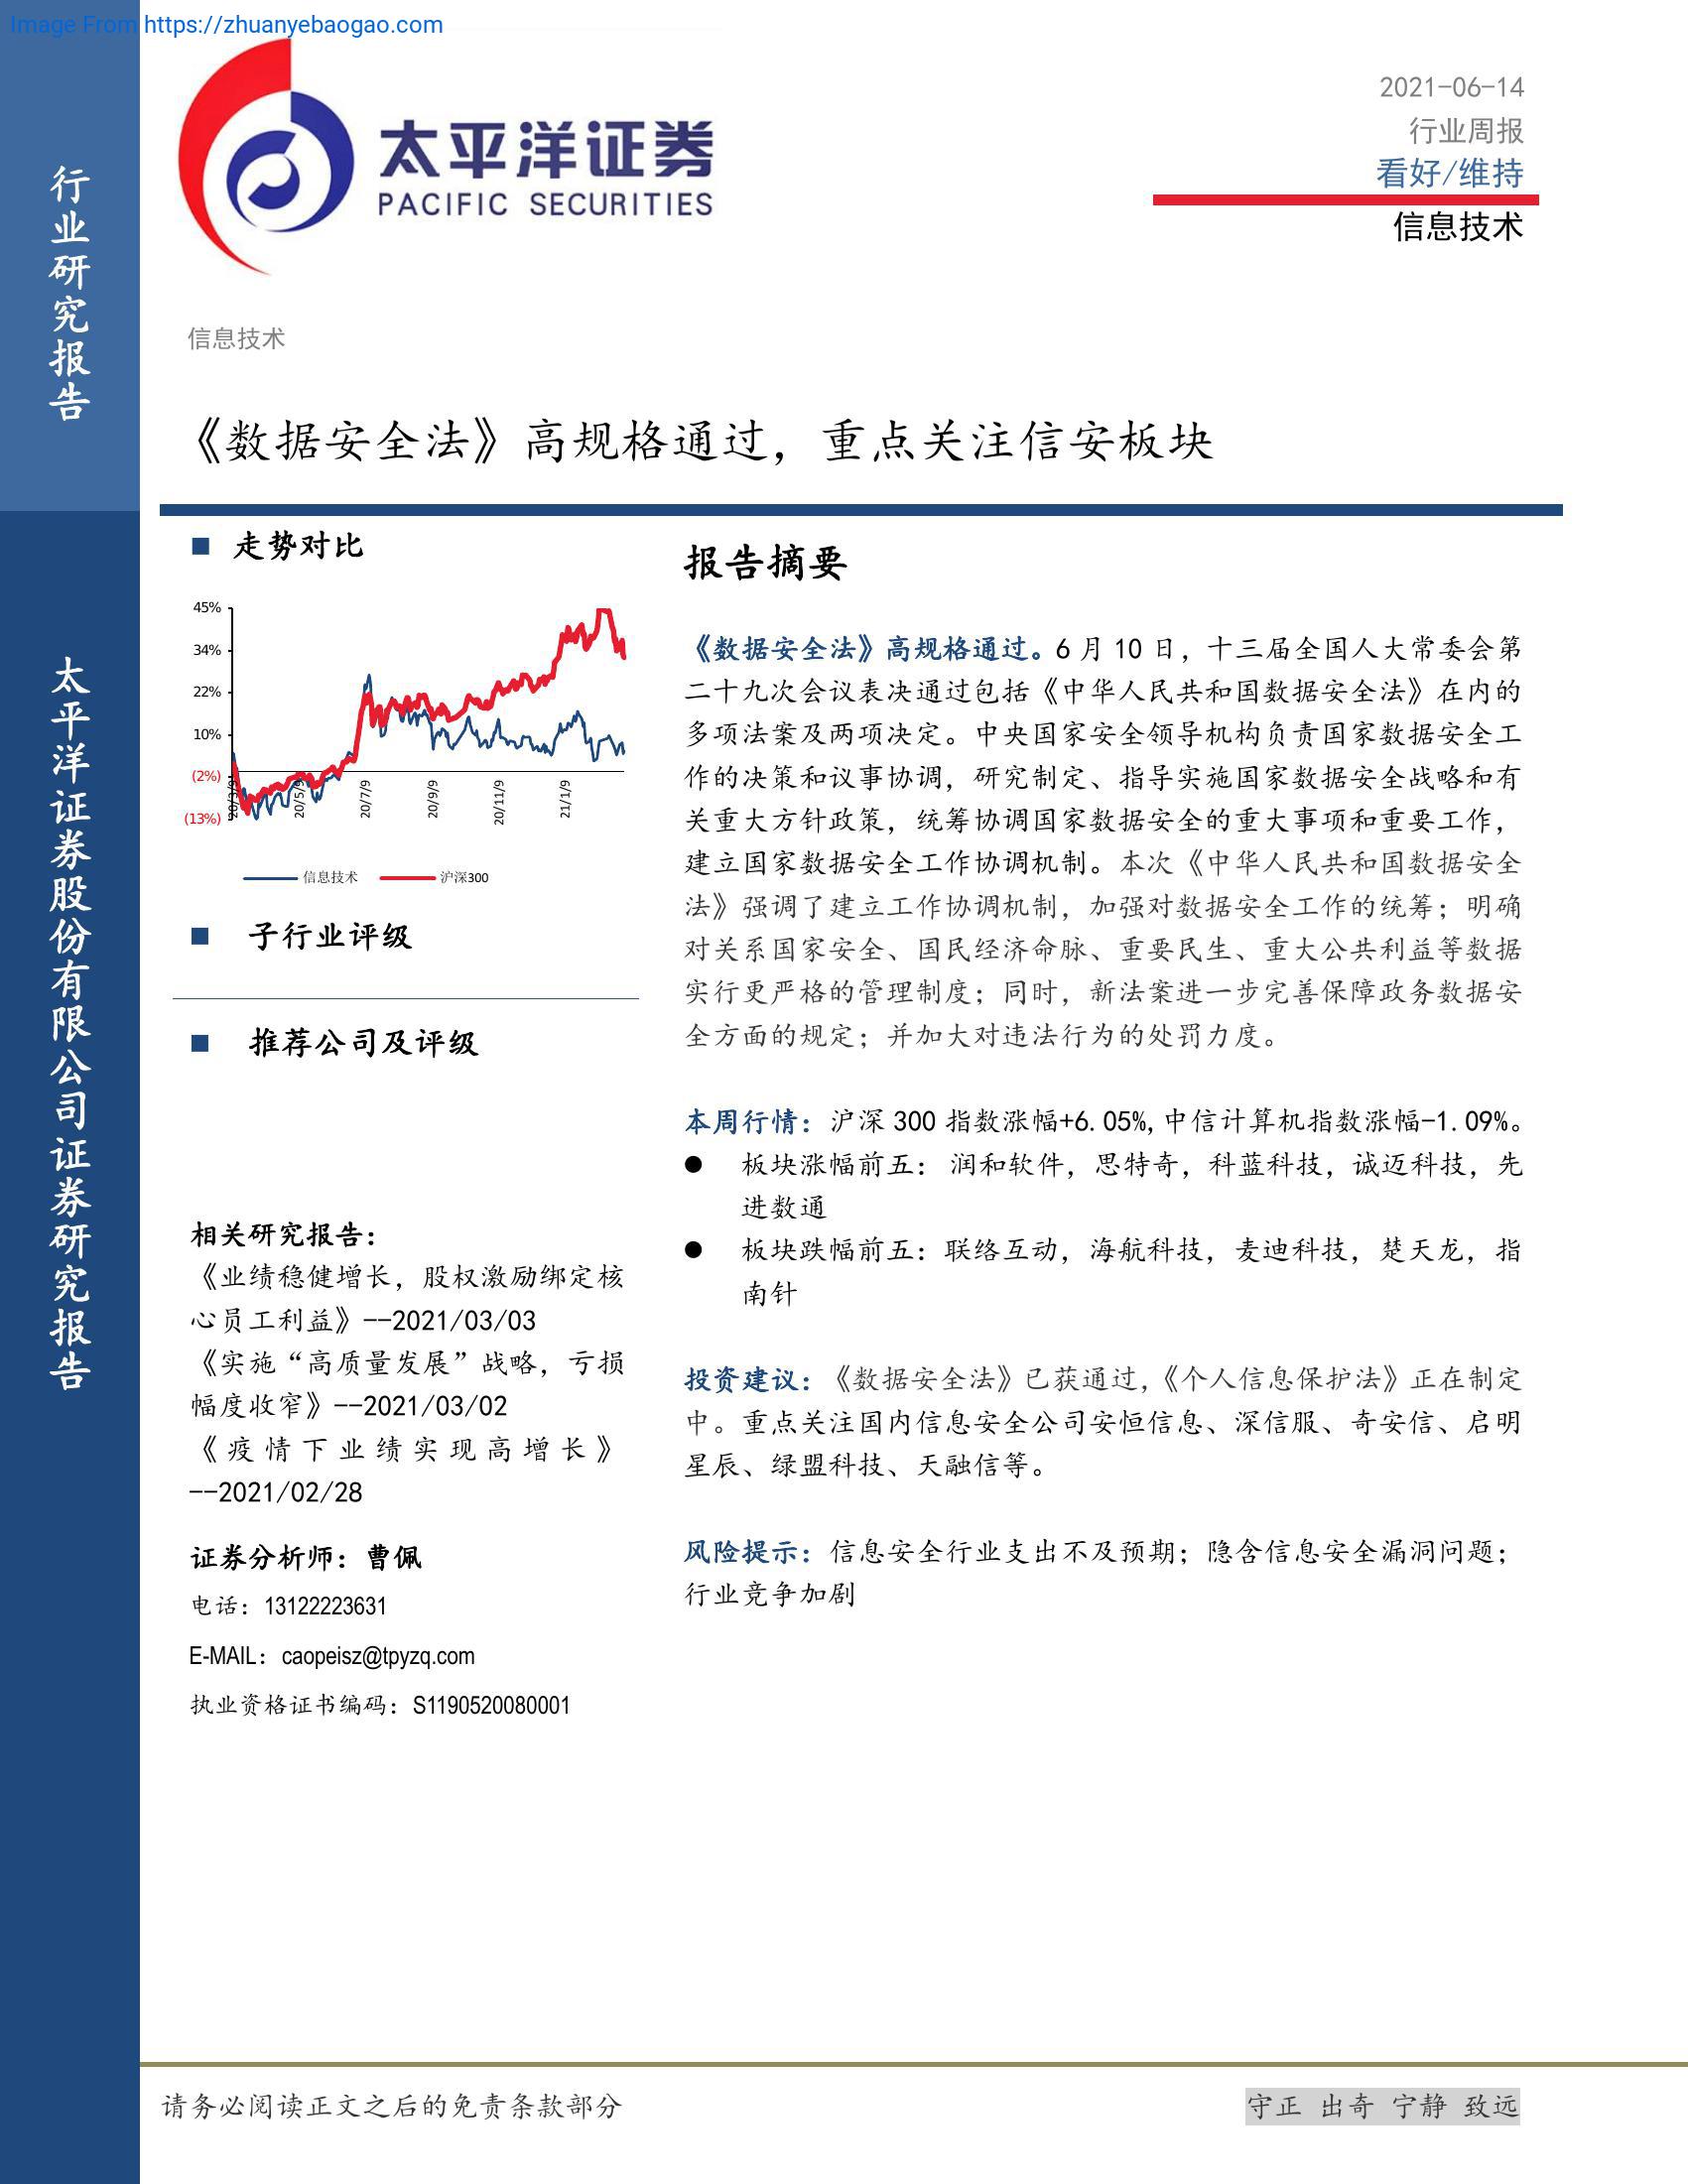 Image From https://zhuanyebaogao.com
行业研究报告
太平洋证券股份有限公司证券研究报告
太平洋证券
PACIFIC SECURITIES
2021-06-14
行业周报
看好/维持
信息技术
信息技术
《数据安全法》高规格通过，重点关注信安板块
走势对比
45%
34%
22%
10%
(2%)
(13%)
20/3/9
20/5/9
20/7/9
20/9/9
20/11/9
21/1/9
信息技术
沪深300
子行业评级
推荐公司及评级
相关研究报告：
《业绩稳健增长，股权激励绑定核
心员工利益》--2021/03/03
《实施“高质量发展”战略，亏损
幅度收窄》--2021/03/02
《疫情下业绩实现高增长》
--2021/02/28
证券分析师：曹佩
电话：13122223631
E-MAIL：caopeisz@tpyzq.com
执业资格证书编码：S1190520080001
报告摘要
《数据安全法》高规格通过。6 月 10 日，十三届全国人大常委会第
二十九次会议表决通过包括《中华人民共和国数据安全法》在内的
多项法案及两项决定。中央国家安全领导机构负责国家数据安全工
作的决策和议事协调，研究制定、指导实施国家数据安全战略和有
关重大方针政策，统筹协调国家数据安全的重大事项和重要工作，
建立国家数据安全工作协调机制。本次《中华人民共和国数据安全
法》强调了建立工作协调机制，加强对数据安全工作的统筹；明确
对关系国家安全、国民经济命脉、重要民生、重大公共利益等数据
实行更严格的管理制度；同时，新法案进一步完善保障政务数据安
全方面的规定；并加大对违法行为的处罚力度。
本周行情：沪深 300 指数涨幅+6.05%,中信计算机指数涨幅-1.09%。
● 板块涨幅前五： 润和软件，思特奇，科蓝科技，诚迈科技，先
进数通
● 板块跌幅前五：联络互动，海航科技，麦迪科技，楚天龙，指
南针
投资建议：《数据安全法》已获通过，《个人信息保护法》正在制定
中。重点关注国内信息安全公司安恒信息、深信服、奇安信、启明
星辰、绿盟科技、天融信等。
风险提示：信息安全行业支出不及预期；隐含信息安全漏洞问题；
行业竞争加剧
请务必阅读正文之后的免责条款部分
守正 出奇 宁静 致远